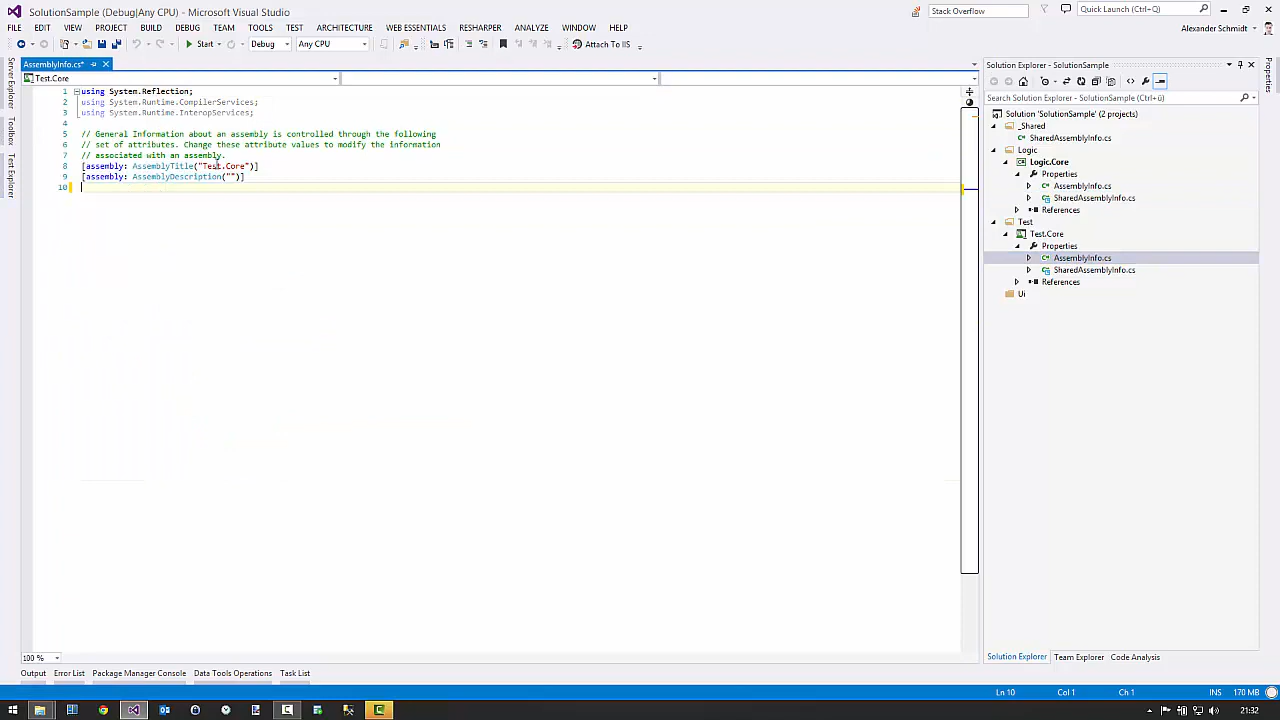 SolutionSample (Debug|Any CPU) - Microsoft Visual Studio
Stack Overflow
Quick Launch (Ctrl+Q)
FILE EDIT VIEW PROJECT BUILD DEBUG TEAM TOOLS TEST ARCHITECTURE WEB ESSENTIALS RESHARPER ANALYZE WINDOW HELP
Alexander Schmidt
Start Debug Any CPU Attach To IIS
AssemblyInfo.cs*
Test.Core
1 using System.Reflection;
2 using System.Runtime.CompilerServices;
3 using System.Runtime.InteropServices;
4
5 // General Information about an assembly is controlled through the following
6 // set of attributes. Change these attribute values to modify the information
7 // associated with an assembly.
8 [assembly: AssemblyTitle("Test.Core")]
9 [assembly: AssemblyDescription("")]
10
Server Explorer
Toolbox
Test Explorer
Solution Explorer - SolutionSample
Search Solution Explorer - SolutionSample (Ctrl+ü)
Solution 'SolutionSample' (2 projects)
_Shared
SharedAssemblyInfo.cs
Logic
Logic.Core
Properties
AssemblyInfo.cs
SharedAssemblyInfo.cs
References
Test
Test.Core
Properties
AssemblyInfo.cs
SharedAssemblyInfo.cs
References
Ui
Properties
100 %
Solution Explorer Team Explorer Code Analysis
Output Error List Package Manager Console Data Tools Operations Task List
Ln 10 Col 1 Ch 1 INS 170 MB
21:32